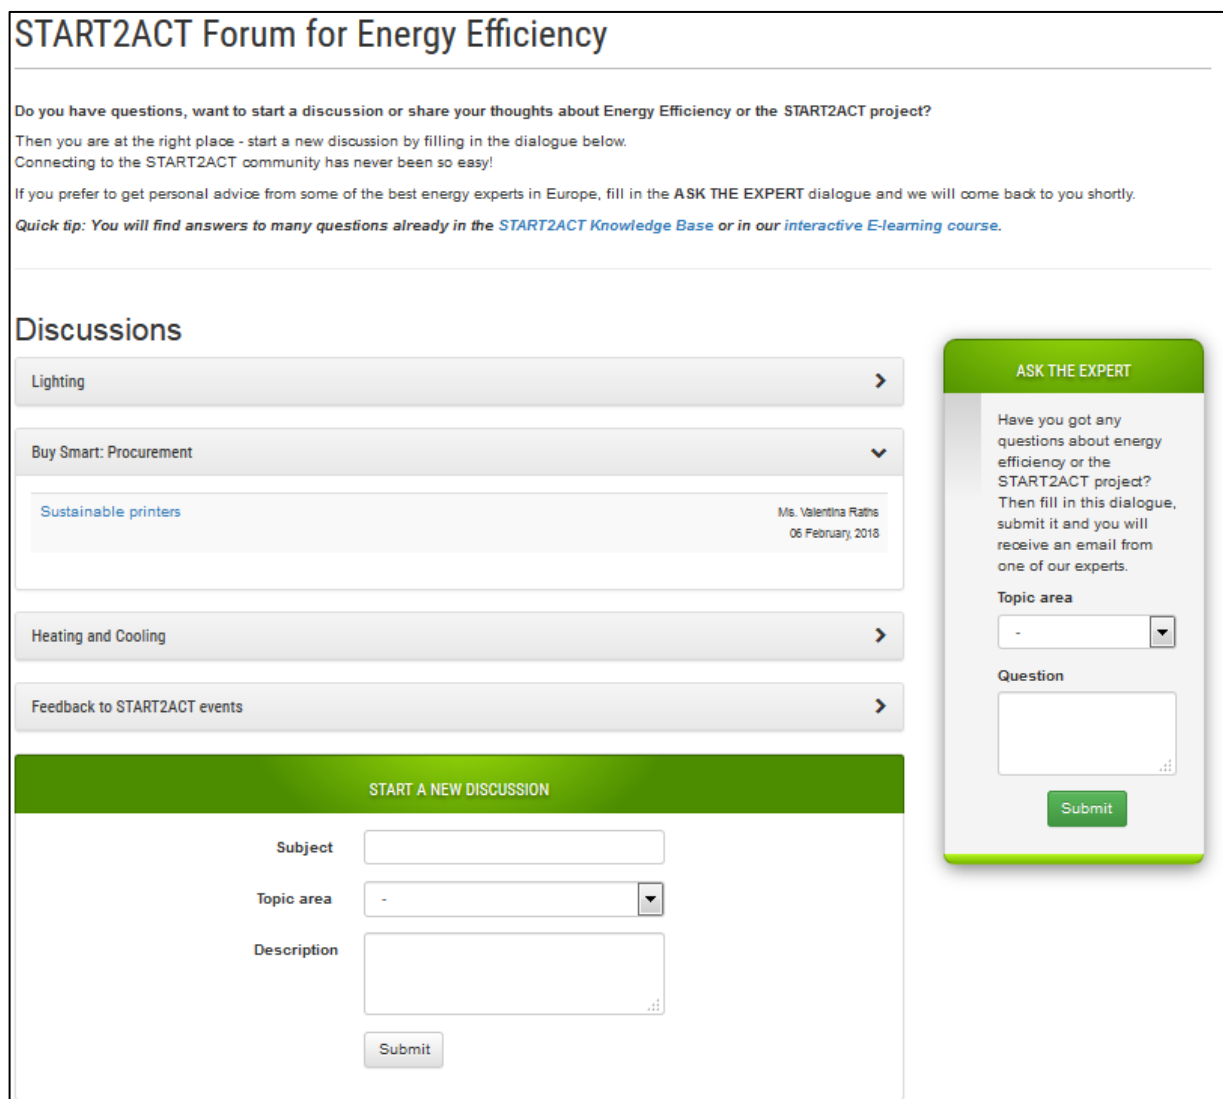 START2ACT Forum for Energy Efficiency
Do you have questions, want to start a discussion or share your thoughts about Energy Efficiency or the START2ACT project?
Then you are at the right place - start a new discussion by filling in the dialogue below.
Connecting to the START2ACT community has never been so easy!
If you prefer to get personal advice from some of the best energy experts in Europe, fill in the ASK THE EXPERT dialogue and we will come back to you shortly.
Quick tip: You will find answers to many questions already in the START2ACT Knowledge Base or in our interactive E-learning course.
Discussions
Lighting
Buy Smart: Procurement
Sustainable printers
Ms. Valentina Raths
06 February, 2018
Heating and Cooling
Feedback to START2ACT events
START A NEW DISCUSSION
Subject
Topic area
-
Description
Submit
ASK THE EXPERT
Have you got any
questions about energy
efficiency or the
START2ACT project?
Then fill in this dialogue,
submit it and you will
receive an email from
one of our experts.
Topic area
-
Question
Submit